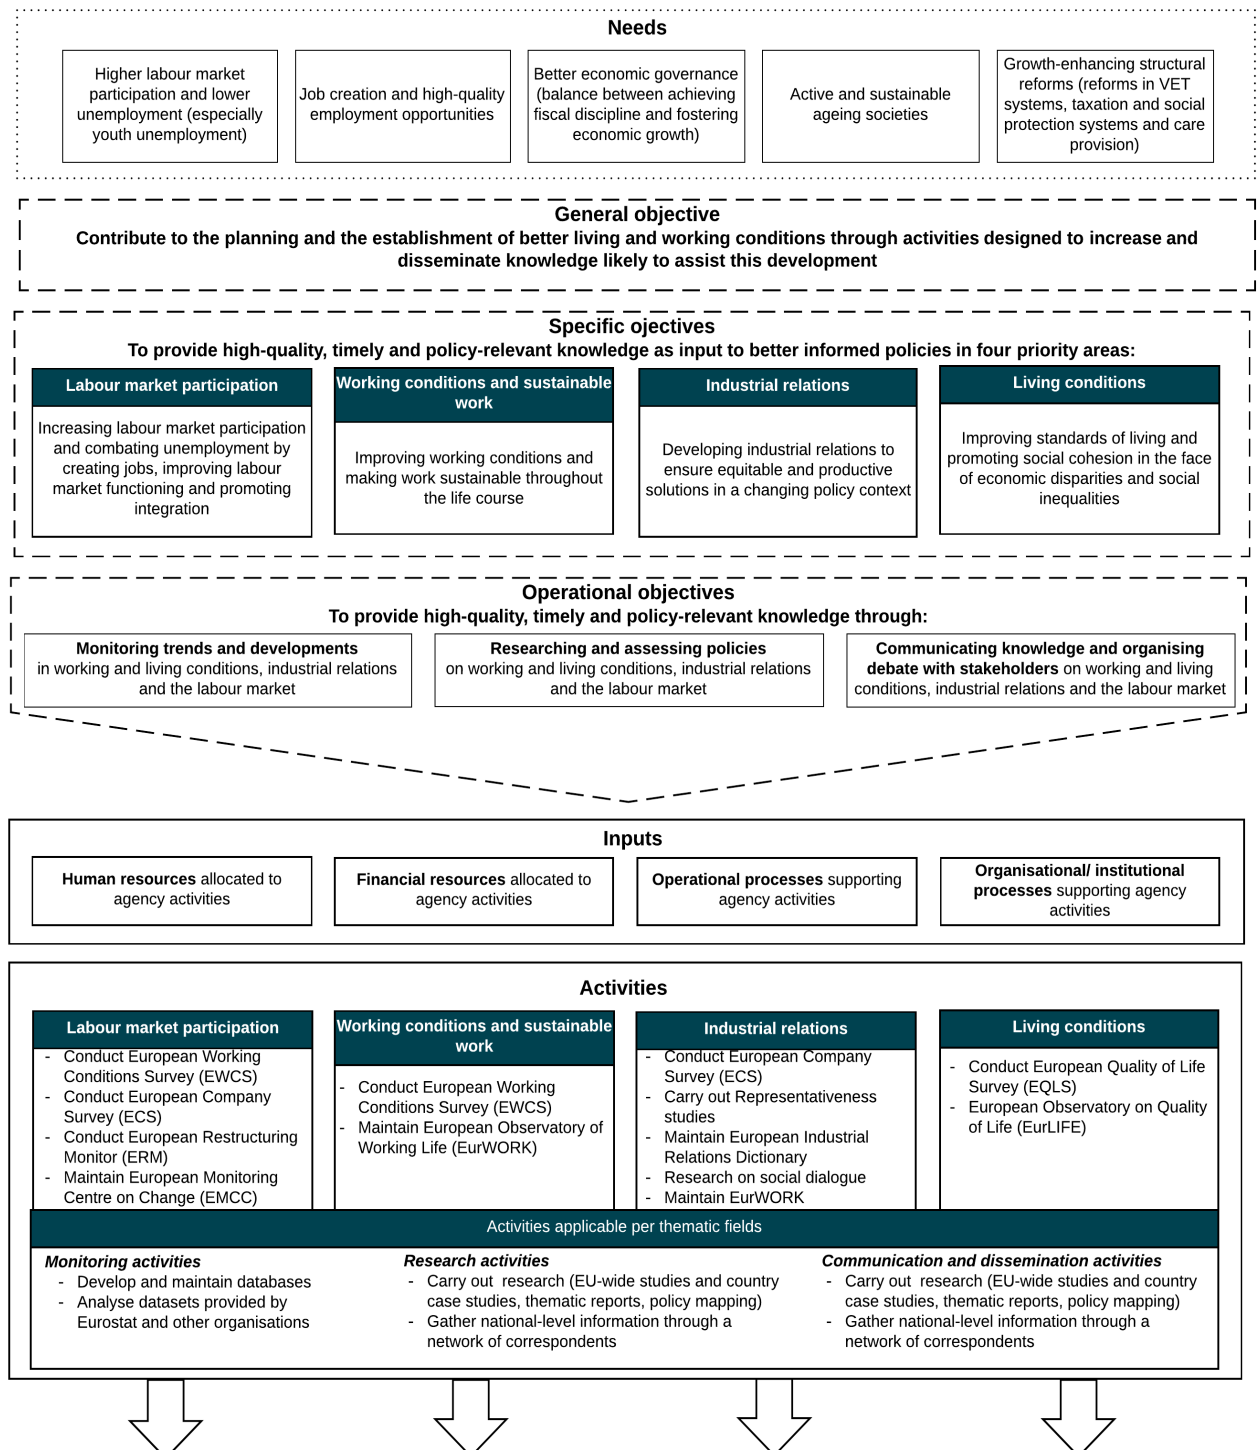 Needs
Higher labour market
participation and lower
unemployment (especially
youth unemployment)
Job creation and high-quality
employment opportunities
Better economic governance
(balance between achieving
fiscal discipline and fostering
economic growth)
Active and sustainable
ageing societies
Growth-enhancing structural
reforms (reforms in VET
systems, taxation and social
protection systems and care
provision)
General objective
Contribute to the planning and the establishment of better living and working conditions through activities designed to increase and
disseminate knowledge likely to assist this development
Specific ojectives
To provide high-quality, timely and policy-relevant knowledge as input to better informed policies in four priority areas:
Labour market participation
Increasing labour market participation
and combating unemployment by
creating jobs, improving labour
market functioning and promoting
integration
Working conditions and sustainable
work
Improving working conditions and
making work sustainable throughout
the life course
Industrial relations
Developing industrial relations to
ensure equitable and productive
solutions in a changing policy context
Living conditions
Improving standards of living and
promoting social cohesion in the face
of economic disparities and social
inequalities
Operational objectives
To provide high-quality, timely and policy-relevant knowledge through:
Monitoring trends and developments
in working and living conditions, industrial relations
and the labour market
Researching and assessing policies
on working and living conditions, industrial relations
and the labour market
Communicating knowledge and organising
debate with stakeholders on working and living
conditions, industrial relations and the labour market
Inputs
Human resources allocated to
agency activities
Financial resources allocated to
agency activities
Operational processes supporting
agency activities
Organisational/ institutional
processes supporting agency
activities
Activities
Labour market participation
- Conduct European Working
Conditions Survey (EWCS)
- Conduct European Company
Survey (ECS)
- Conduct European Restructuring
Monitor (ERM)
- Maintain European Monitoring
Centre on Change (EMCC)
Working conditions and sustainable
work
- Conduct European Working
Conditions Survey (EWCS)
- Maintain European Observatory of
Working Life (EurWORK)
Industrial relations
- Conduct European Company
Survey (ECS)
- Carry out Representativeness
studies
- Maintain European Industrial
Relations Dictionary
- Research on social dialogue
- Maintain EurWORK
Living conditions
- Conduct European Quality of Life
Survey (EQLS)
- European Observatory on Quality
of Life (EurLIFE)
Activities applicable per thematic fields
Monitoring activities
- Develop and maintain databases
- Analyse datasets provided by
Eurostat and other organisations
Research activities
- Carry out research (EU-wide studies and country
case studies, thematic reports, policy mapping)
- Gather national-level information through a
network of correspondents
Communication and dissemination activities
- Carry out research (EU-wide studies and country
case studies, thematic reports, policy mapping)
- Gather national-level information through a
network of correspondents